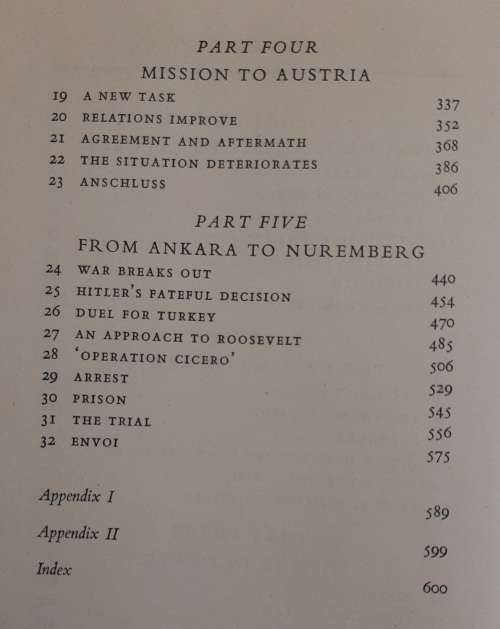 PART FOUR
MISSION TO AUSTRIA
19 A NEW TASK 337
20 RELATIONS IMPROVE 352
21 AGREEMENT AND AFTERMATH 368
22 THE SITUATION DETERIORATES 386
23 ANSCHLUSS 406
PART FIVE
FROM ANKARA TO NUREMBERG
24 WAR BREAKS OUT 440
25 HITLER'S FATEFUL DECISION 454
26 DUEL FOR TURKEY 470
27 AN APPROACH TO ROOSEVELT 485
28 'OPERATION CICERO' 506
29 ARREST 529
30 PRISON 545
31 THE TRIAL 556
32 ENVOI 575
Appendix I 589
Appendix II 599
Index 600